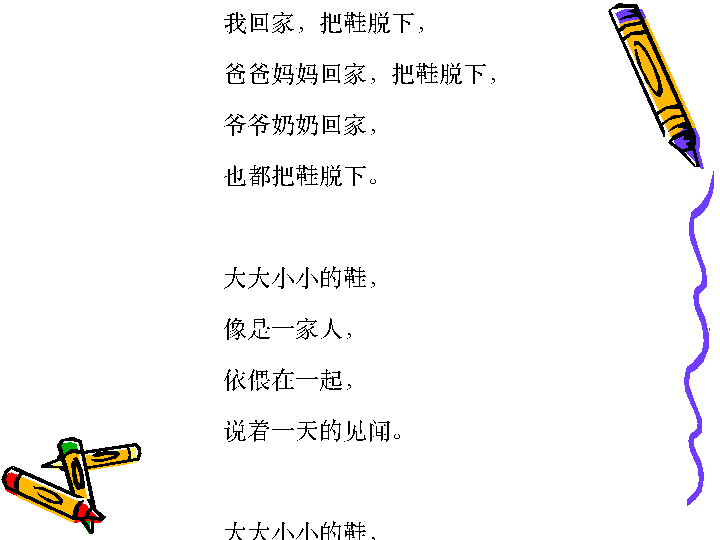 我回家，把鞋脱下，
爸爸妈妈回家，把鞋脱下，
爷爷奶奶回家，
也都把鞋脱下。
大大小小的鞋，
像是一家人，
依偎在一起，
说着一天的见闻。
大大小小的鞋，